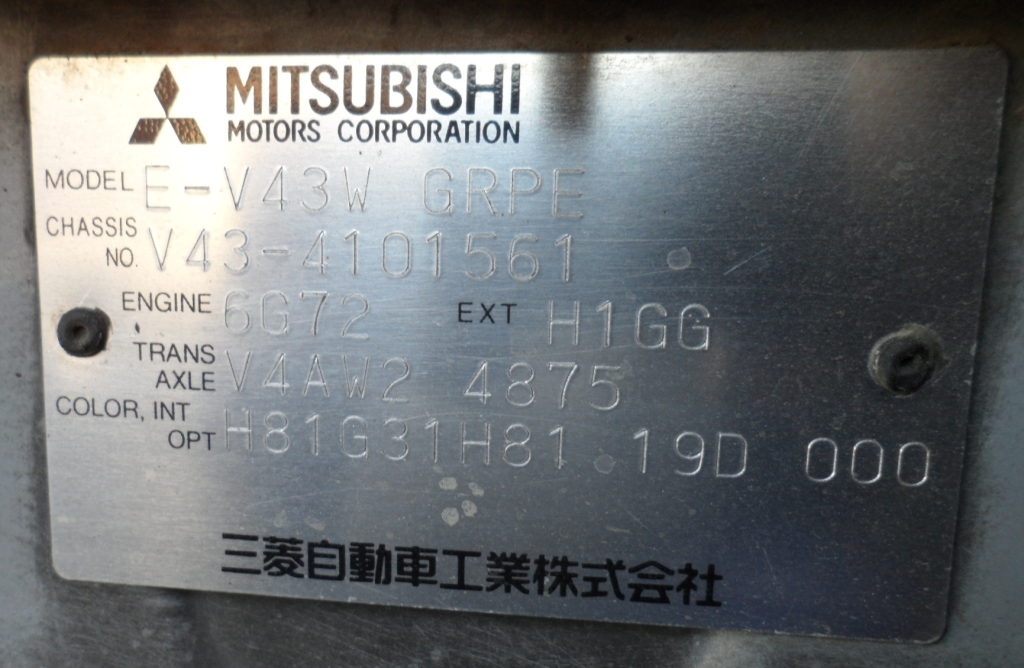 MITSUBISHI
MOTORS CORPORATION
MODEL E-V43W GRPE
CHASSIS
NO. V43-4101561
ENGINE 6G72 EXT H1GG
TRANS
AXLE V4AW2 4875
COLOR, INT
OPT H81G31H81 19D 000
三菱自動車工業株式会社